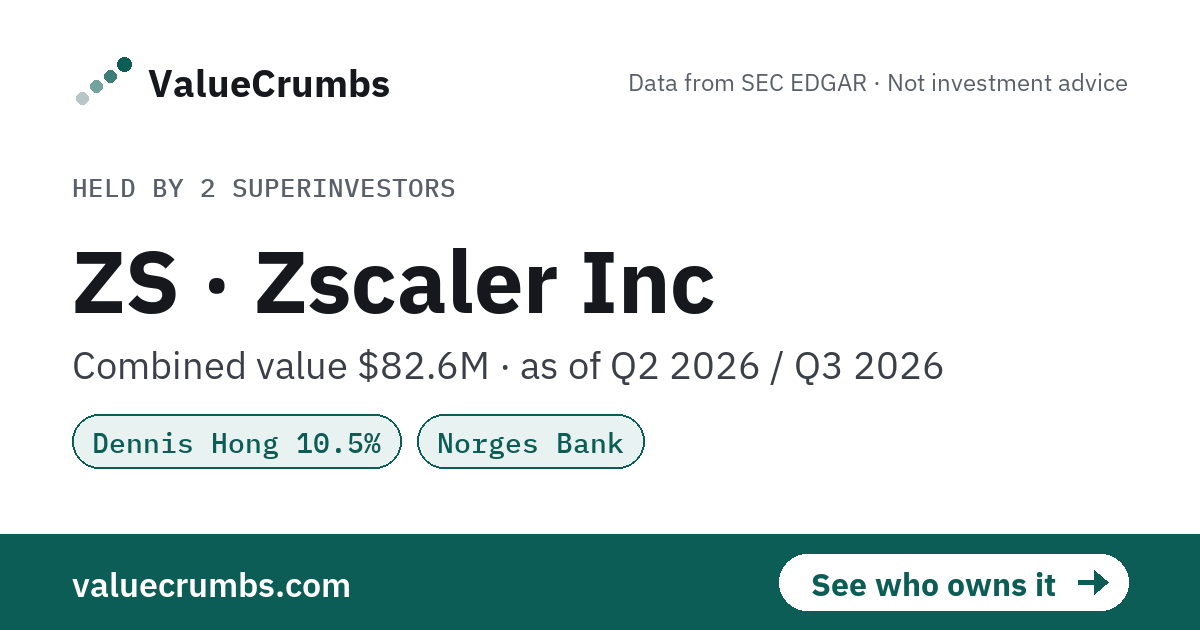 ValueCrumbs
Data from SEC EDGAR · Not investment advice
HELD BY 2 SUPERINVESTORS
ZS · Zscaler Inc
Combined value $82.6M · as of Q2 2026 / Q3 2026
Dennis Hong 10.5%
Norges Bank
valuecrumbs.com
See who owns it →